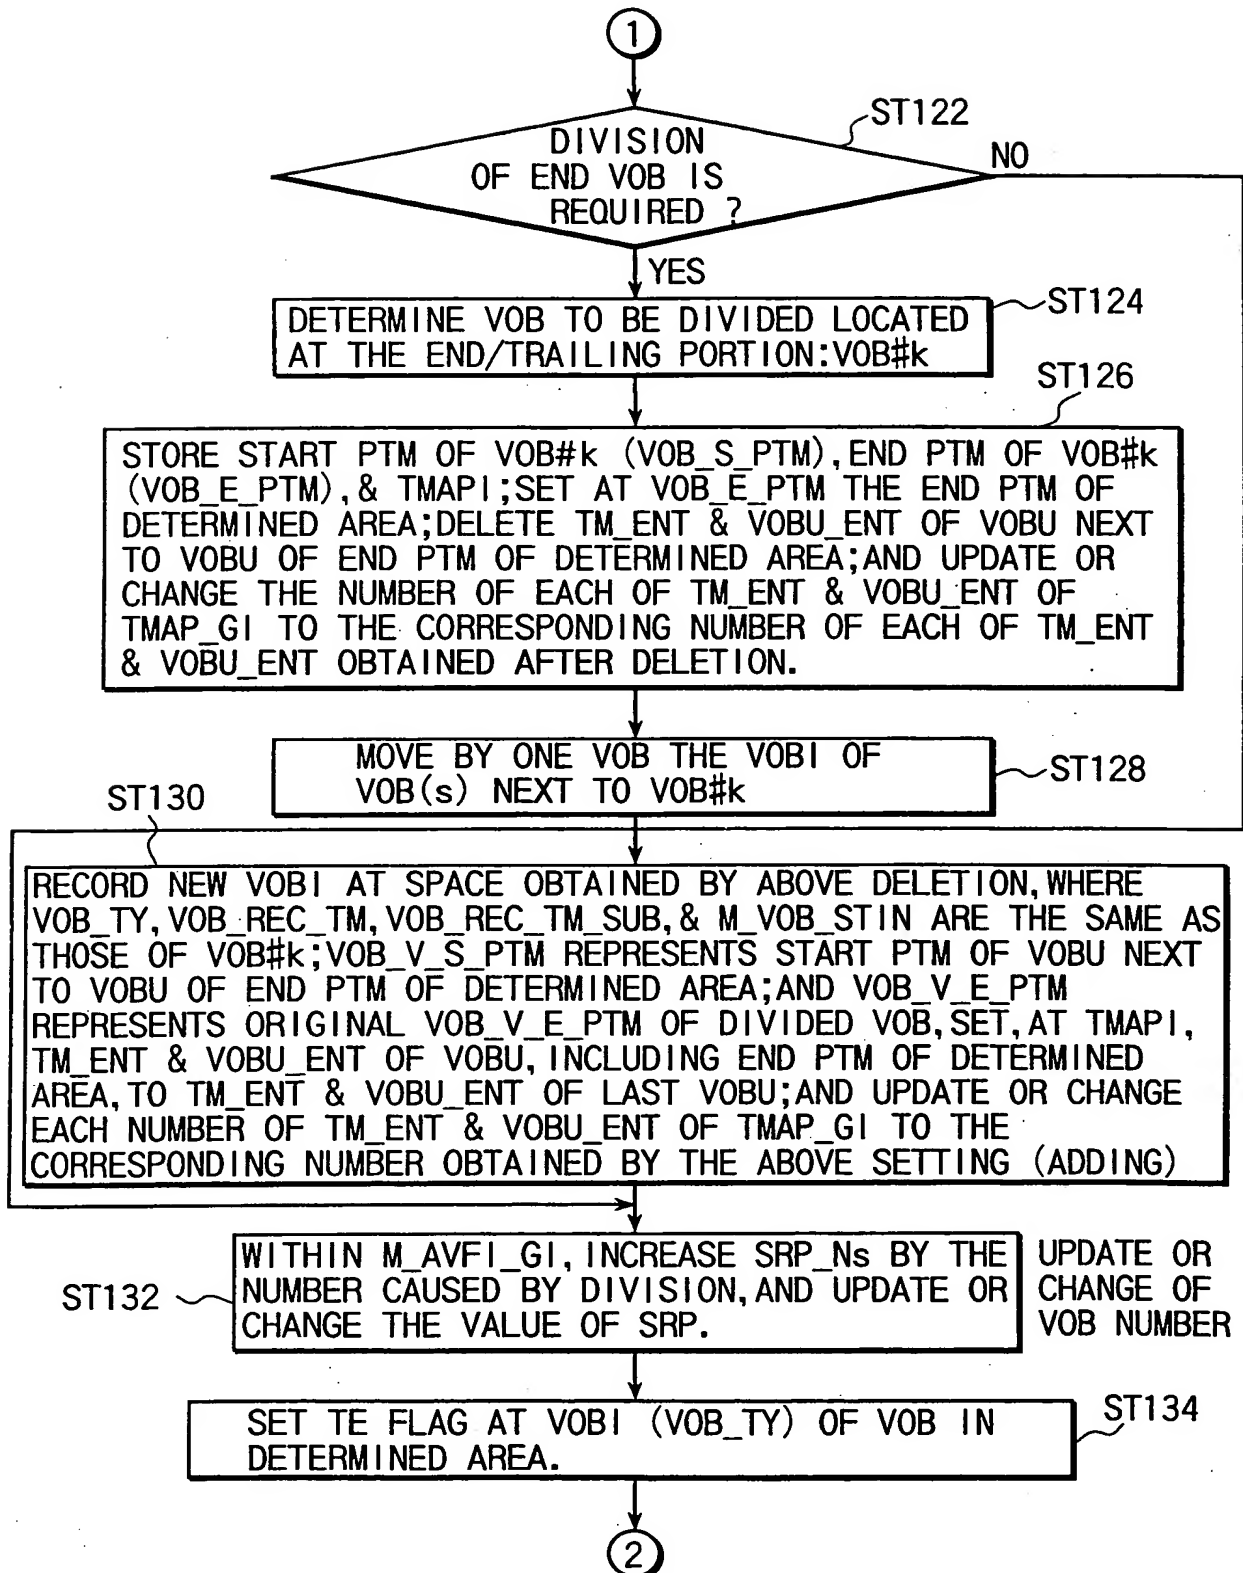 1
ST122
DIVISION
OF END VOB IS
REQUIRED ?
NO
YES
ST124
DETERMINE VOB TO BE DIVIDED LOCATED
AT THE END/TRAILING PORTION:VOB#k
ST126
STORE START PTM OF VOB#k (VOB_S_PTM),END PTM OF VOB#k
(VOB_E_PTM),& TMAPI;SET AT VOB_E_PTM THE END PTM OF
DETERMINED AREA;DELETE TM_ENT & VOBU_ENT OF VOBU NEXT
TO VOBU OF END PTM OF DETERMINED AREA;AND UPDATE OR
CHANGE THE NUMBER OF EACH OF TM_ENT & VOBU_ENT OF
TMAP_GI TO THE CORRESPONDING NUMBER OF EACH OF TM_ENT
& VOBU_ENT OBTAINED AFTER DELETION.
MOVE BY ONE VOB THE VOBI OF
VOB(s) NEXT TO VOB#k
ST128
ST130
RECORD NEW VOBI AT SPACE OBTAINED BY ABOVE DELETION,WHERE
VOB_TY,VOB_REC_TM,VOB_REC_TM_SUB,& M_VOB_STIN ARE THE SAME AS
THOSE OF VOB#k;VOB_V_S_PTM REPRESENTS START PTM OF VOBU NEXT
TO VOBU OF END PTM OF DETERMINED AREA;AND VOB_V_E_PTM
REPRESENTS ORIGINAL VOB_V_E_PTM OF DIVIDED VOB,SET,AT TMAPI,
TM_ENT & VOBU_ENT OF VOBU,INCLUDING END PTM OF DETERMINED
AREA,TO TM_ENT & VOBU_ENT OF LAST VOBU;AND UPDATE OR CHANGE
EACH NUMBER OF TM_ENT & VOBU_ENT OF TMAP_GI TO THE
CORRESPONDING NUMBER OBTAINED BY THE ABOVE SETTING (ADDING)
WITHIN M_AVFI_GI,INCREASE SRP_Ns BY THE
NUMBER CAUSED BY DIVISION,AND UPDATE OR
CHANGE THE VALUE OF SRP.
UPDATE OR
CHANGE OF
VOB NUMBER
ST132
SET TE FLAG AT VOBI (VOB_TY) OF VOB IN
DETERMINED AREA.
ST134
2